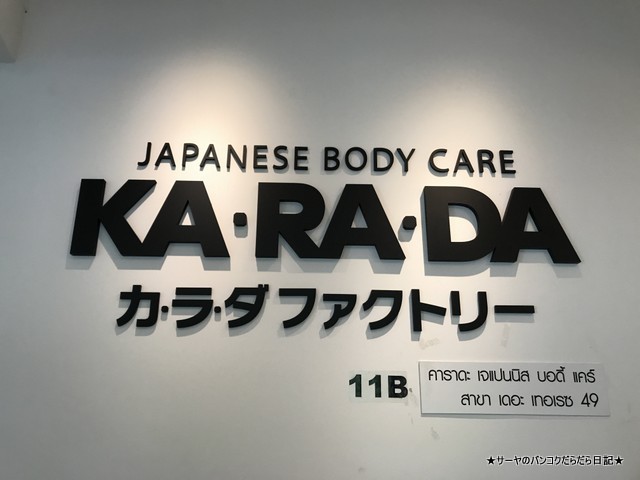 JAPANESE BODY CARE
KA·RA·DA
カ·ラ·ダ ファクトリー
11B
คาราดะ เจแปนนิส บอดี้ แคร์
สาขา เดอะ เทอเรซ 49
★サーヤのバンコクだらだら日記★